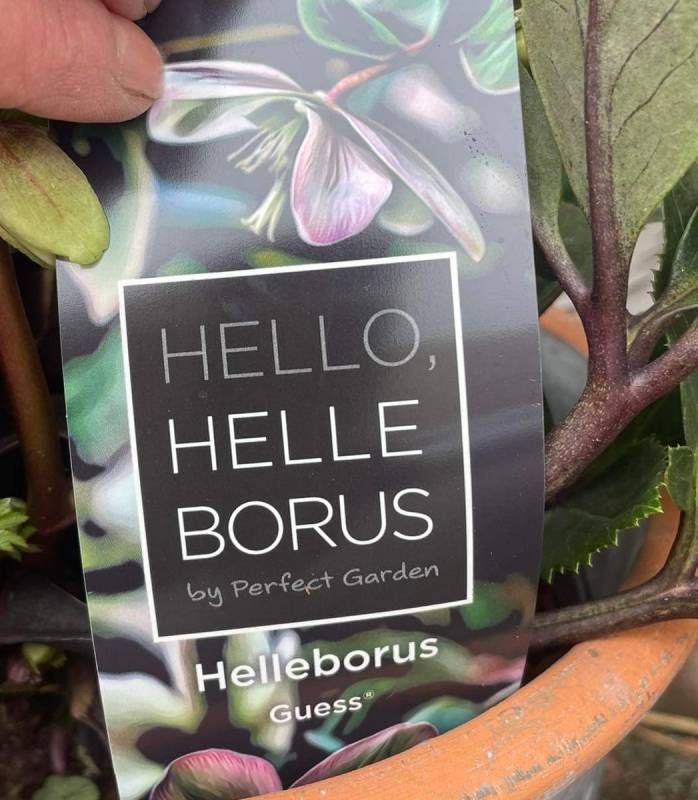 HELLO,
HELLE
BORUS
by Perfect Garden
Helleborus
Guess®